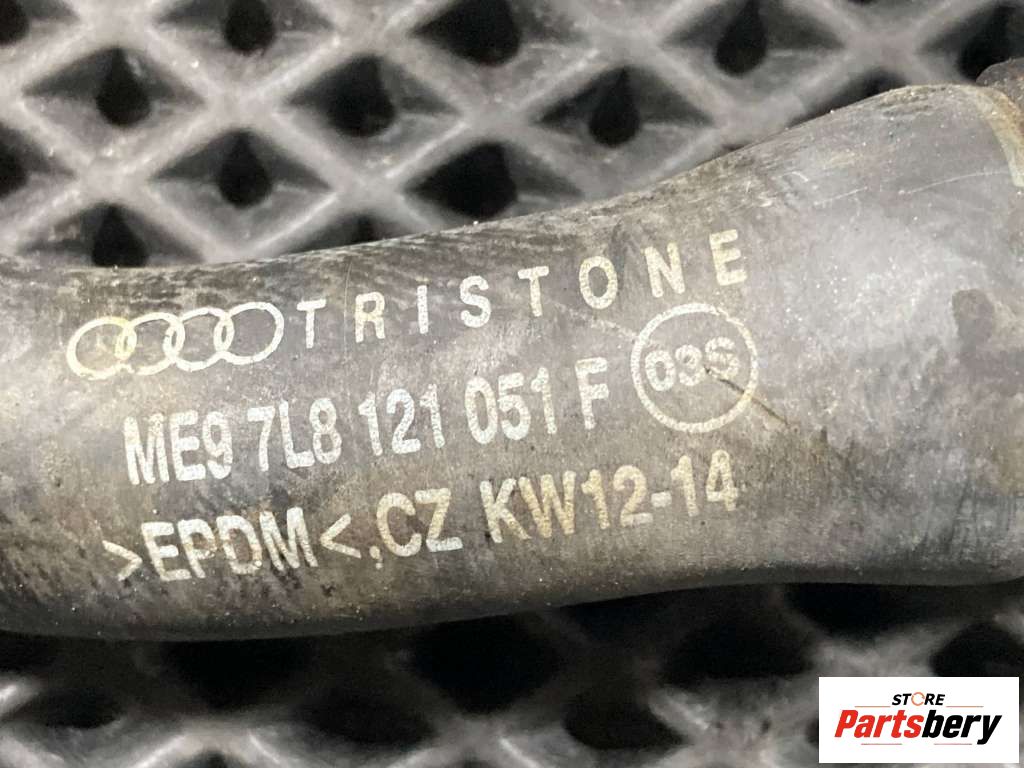 TRISTONE
ME9 7L8 121 051 F 03S
>EPDM<.CZ KW12-14
STORE
Partsbery